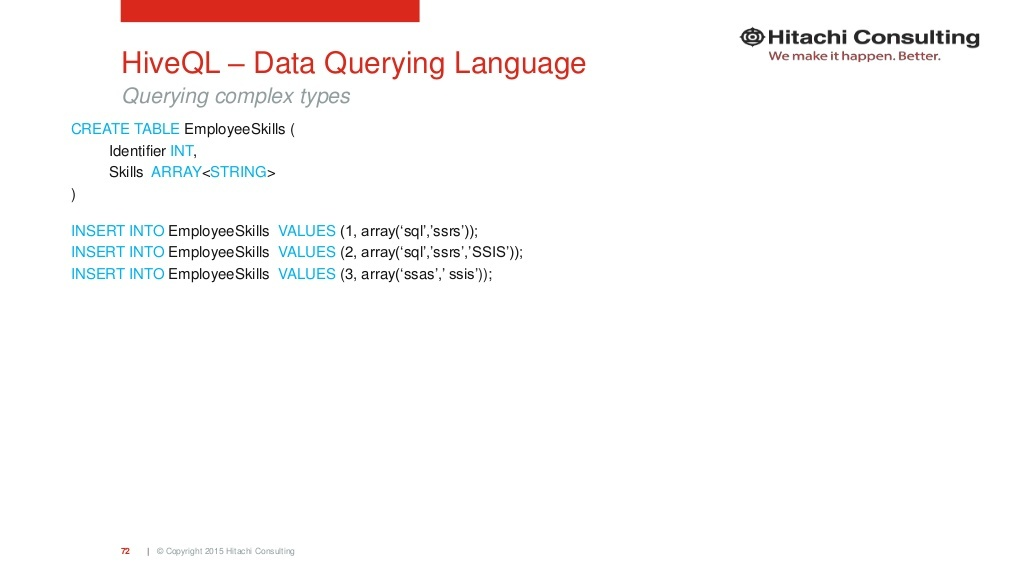 Hitachi Consulting
We make it happen. Better.
HiveQL – Data Querying Language
Querying complex types
CREATE TABLE EmployeeSkills (
Identifier INT,
Skills  ARRAY<STRING>
)
INSERT INTO EmployeeSkills  VALUES (1, array(‘sql’,’ssrs’));
INSERT INTO EmployeeSkills  VALUES (2, array(‘sql’,’ssrs’,’SSIS’));
INSERT INTO EmployeeSkills  VALUES (3, array(‘ssas’,’ ssis’));
72 | © Copyright 2015 Hitachi Consulting